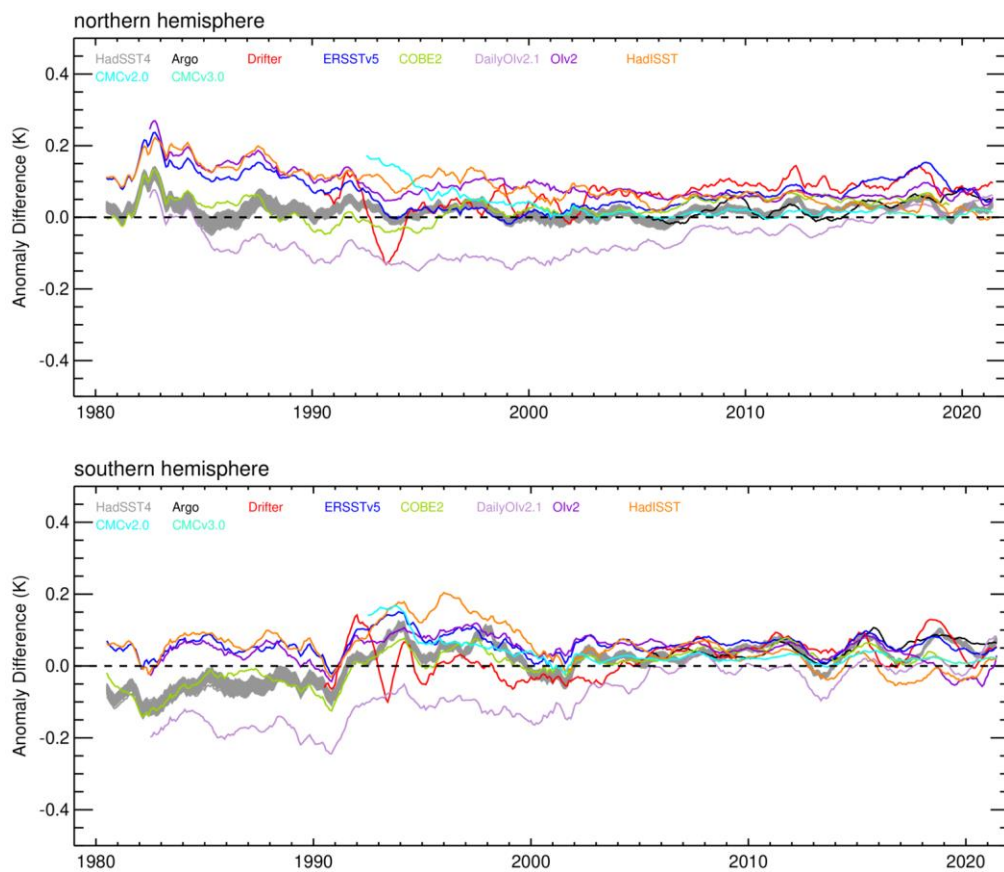 northern hemisphere
HadSST4 Argo Drifter ERSSTv5 COBE2 DailyOIv2.1 OIv2 HadISST
CMCv2.0 CMCv3.0
Anomaly Difference (K)
0.4
0.2
0.0
-0.2
-0.4
1980 1990 2000 2010 2020
southern hemisphere
HadSST4 Argo Drifter ERSSTv5 COBE2 DailyOIv2.1 OIv2 HadISST
CMCv2.0 CMCv3.0
Anomaly Difference (K)
0.4
0.2
0.0
-0.2
-0.4
1980 1990 2000 2010 2020